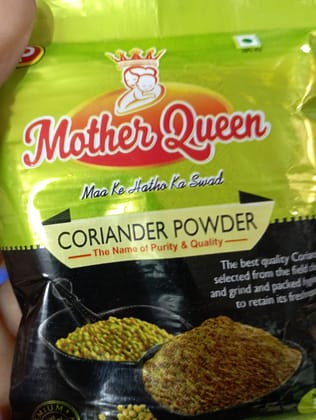 Mother Queen
Maa Ke Hatho Ka Swad
CORIANDER POWDER
The Name of Purity & Quality
The best quality
selected from the field
and grind and packed
to retain its